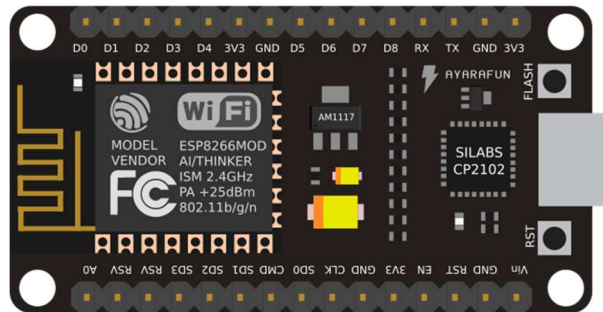 D0 D1 D2 D3 D4 3V3 GND D5 D6 D7 D8 RX TX GND 3V3
AYARAFUN
FLASH
WiFi
MODEL
VENDOR
ESP8266MOD
AI/THINKER
ISM 2.4GHz
PA +25dBm
802.11b/g/n
FC
AM1117
SILABS
CP2102
RST
A0 RSV RSV SD3 SD2 SD1 CMD SD0 CLK GND 3V3 EN RST GND Vin